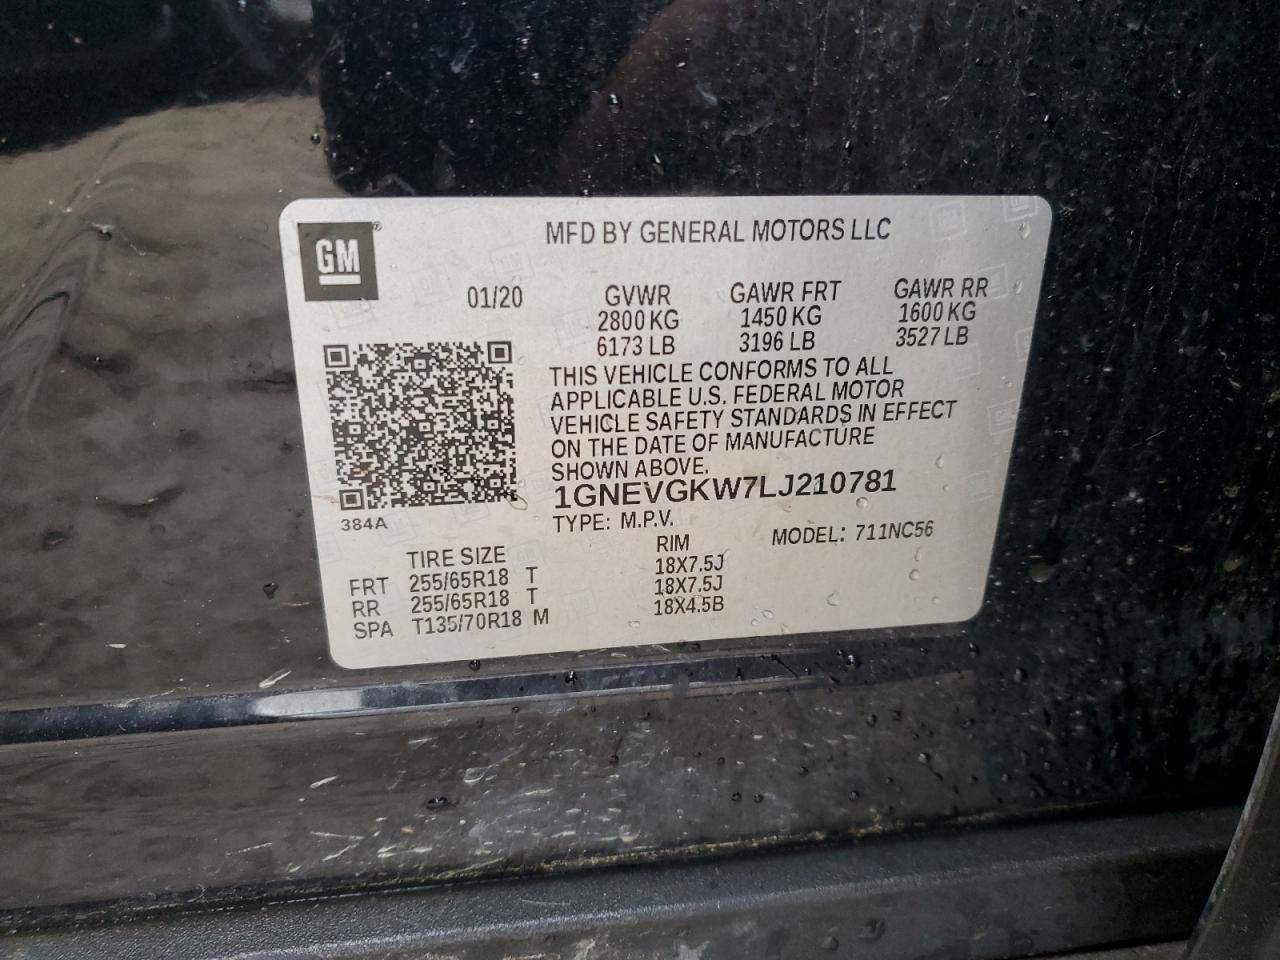 GM
MFD BY GENERAL MOTORS LLC
01/20 GVWR GAWR FRT GAWR RR
2800 KG 1450 KG 1600 KG
6173 LB 3196 LB 3527 LB
THIS VEHICLE CONFORMS TO ALL
APPLICABLE U.S. FEDERAL MOTOR
VEHICLE SAFETY STANDARDS IN EFFECT
ON THE DATE OF MANUFACTURE
SHOWN ABOVE.
1GNEVGKW7LJ210781
384A
TYPE: M.P.V. MODEL: 711NC56
TIRE SIZE RIM
FRT 255/65R18 T 18X7.5J
RR 255/65R18 T 18X7.5J
SPA T135/70R18 M 18X4.5B